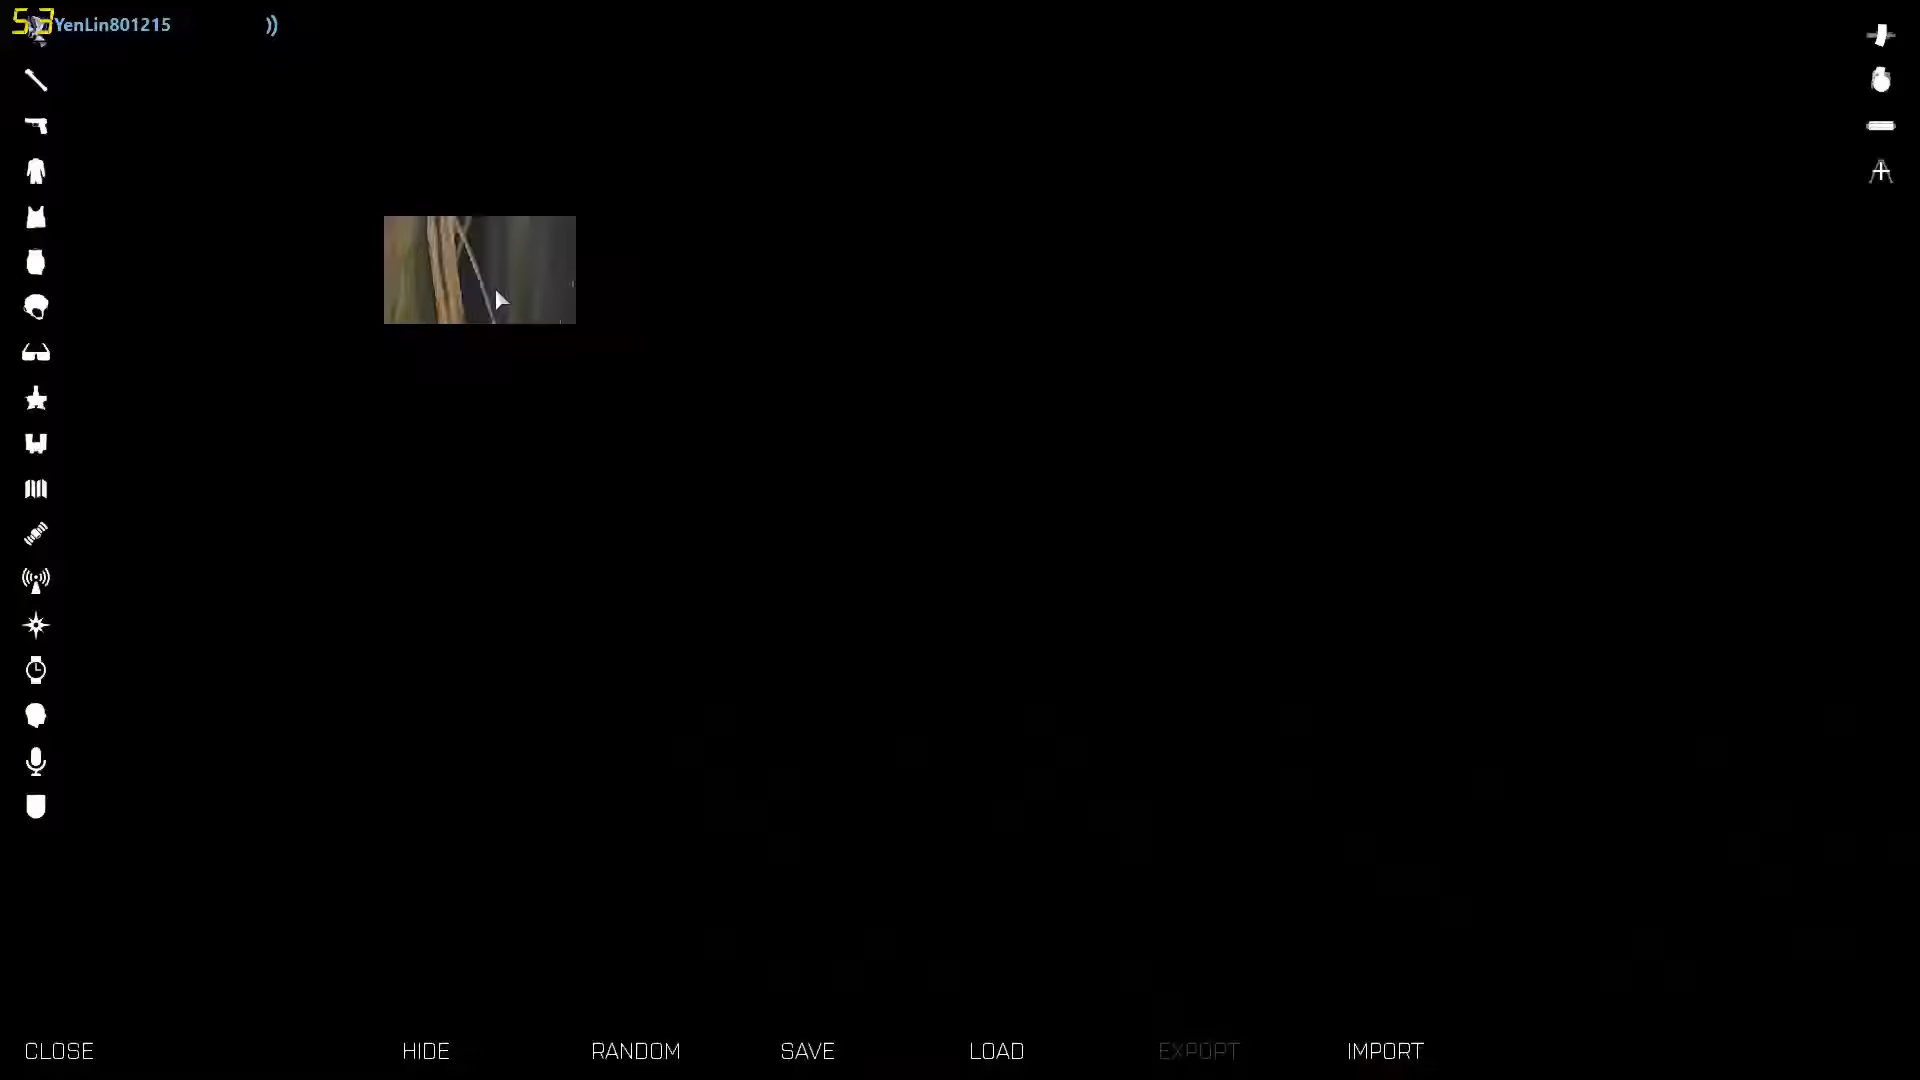 53
YenLin801215
CLOSE
HIDE
RANDOM
SAVE
LOAD
EXPORT
IMPORT